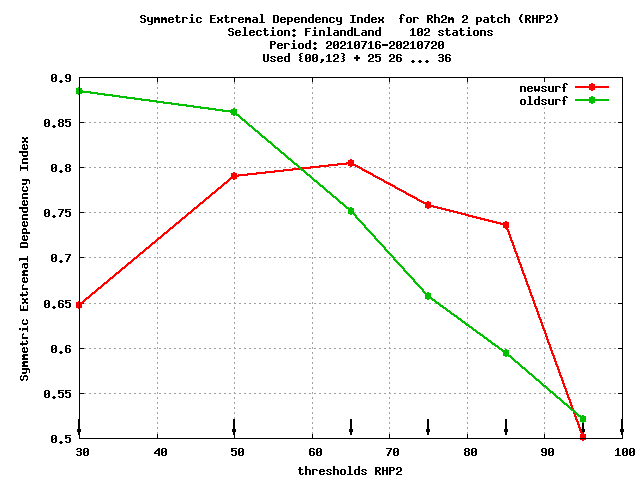 Symmetric Extremal Dependency Index  for Rh2m 2 patch (RHP2)
Selection: FinlandLand    102 stations
Period: 20210716-20210720
Used {00,12} + 25 26 ... 36
newsurf
oldsurf
Symmetric Extremal Dependency Index
0.9
0.85
0.8
0.75
0.7
0.65
0.6
0.55
0.5
30 40 50 60 70 80 90 100
thresholds RHP2